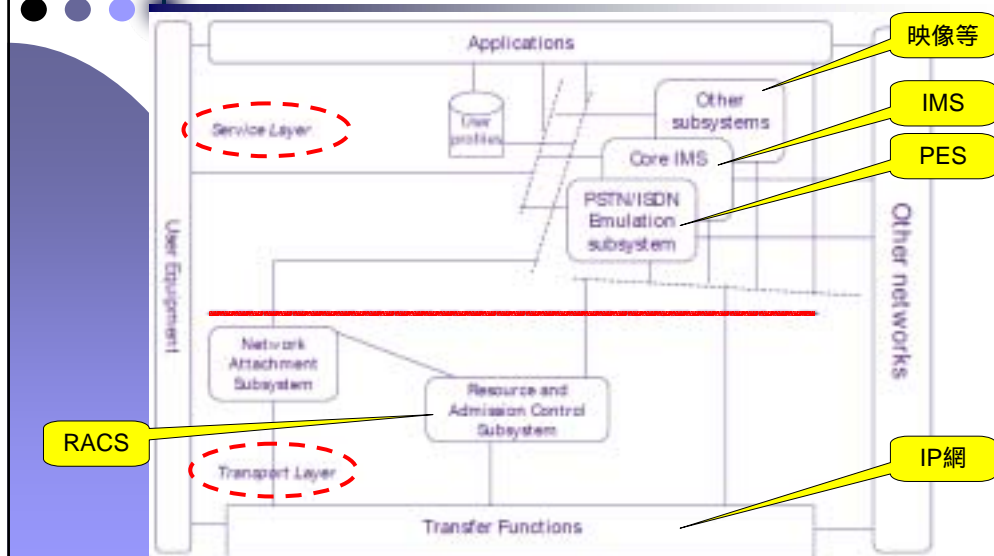 Applications
映像等
Service Layer
User
profiles
Other
subsystems
IMS
Core IMS
PES
PSTN/ISDN
Emulation
subsystem
User Equipment
Other networks
Network
Attachment
Subsystem
Resource and
Admission Control
Subsystem
RACS
Transport Layer
IP網
Transfer Functions